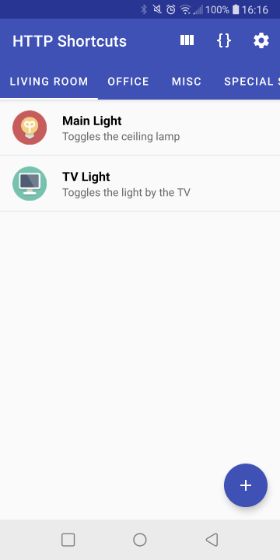 100% 16:16
HTTP Shortcuts {}
LIVING ROOM OFFICE MISC SPECIAL S
Main Light
Toggles the ceiling lamp
TV Light
Toggles the light by the TV
+